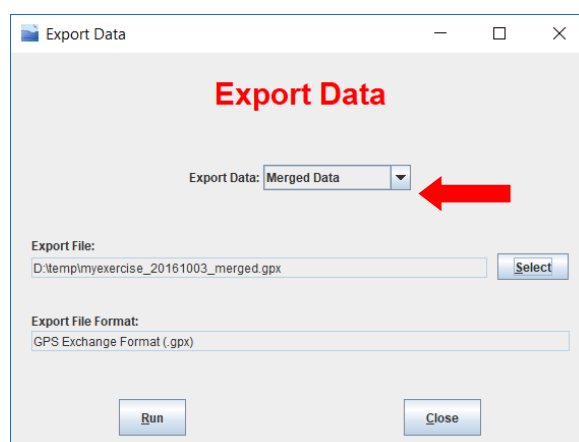 Export Data
Export Data
Export Data: Merged Data
Export File:
D:\temp\myexercise_20161003_merged.gpx
Select
Export File Format:
GPS Exchange Format (.gpx)
Run Close